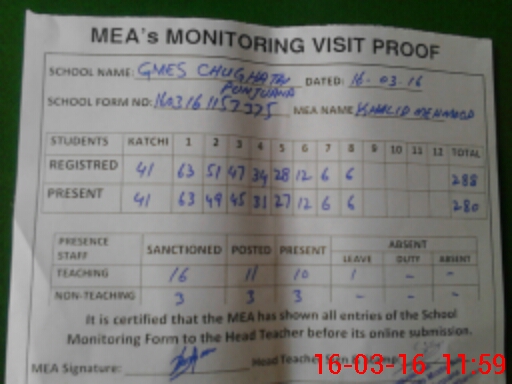 MEA's MONITORING VISIT PROOF
SCHOOL NAME: GMES CHUGHATTA PUNJUANA DATED: 16-03-16
SCHOOL FORM NO: MEA NAME KHALID MEHMOOD
STUDENTS KATCHI 1 2 3 4 5 6 7 8 9 10 11 12 TOTAL
REGISTRED 41 63 51 47 34 28 12 6 6 288
PRESENT 41 63 49 45 31 27 12 6 6 280
PRESENCE STAFF SANCTIONED POSTED PRESENT ABSENT
LEAVE DUTY ABSENT
TEACHING 16 11 10 1 - -
NON-TEACHING 3 3 3 - - -
It is certified that the MEA has shown all entries of the School
Monitoring Form to the Head Teacher before its online submission.
MEA Signature: Head Teacher Sign
16-03-16 11:59